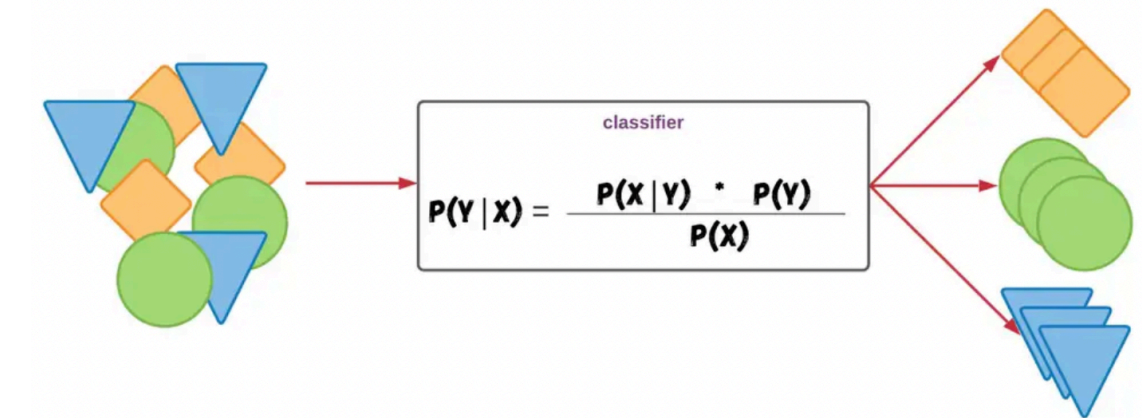 classifier
P(X|Y) * P(Y)
P(Y|X) =
P(X)